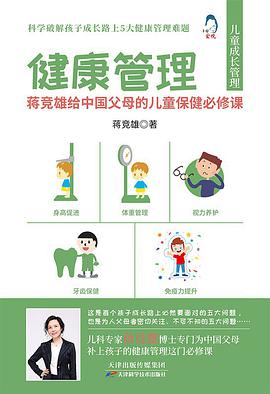 科学破解孩子成长路上5大健康管理难题
儿童成长管理
健康管理
蒋竞雄给中国父母的儿童保健必修课
蒋竞雄◎著
身高促进
体重管理
视力养护
牙齿保健
免疫力提升
这是每个孩子成长路上必然要面对的五大问题，
也是为人父母者密切关注、不可不知的五大问题……
儿科专家蒋竞雄博士专门为中国父母
补上孩子的健康管理这门必修课
天津出版传媒集团
天津科学技术出版社